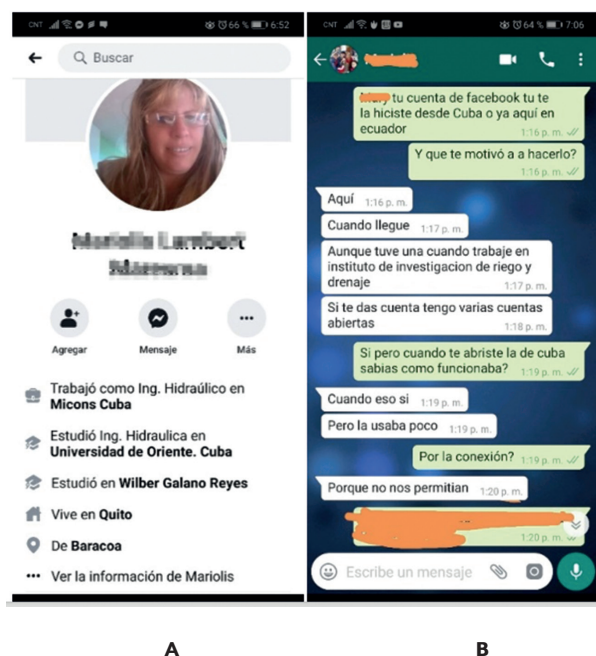 CNT 66 % 6:52
Buscar
Agregar Mensaje Más
Trabajó como Ing. Hidraúlico en
Micons Cuba
Estudió Ing. Hidraulica en
Universidad de Oriente. Cuba
Estudió en Wilber Galano Reyes
Vive en Quito
De Baracoa
Ver la información de Mariolis
A
CNT 64 % 7:06
tu cuenta de facebook tu te
la hiciste desde Cuba o ya aquí en
ecuador 1:16 p. m.
Y que te motivó a a hacerlo?
1:16 p. m.
Aquí 1:16 p. m.
Cuando llegue 1:17 p. m.
Aunque tuve una cuando trabaje en
instituto de investigacion de riego y
drenaje 1:17 p. m.
Si te das cuenta tengo varias cuentas
abiertas 1:18 p. m.
Si pero cuando te abriste la de cuba
sabias como funcionaba? 1:19 p. m.
Cuando eso si 1:19 p. m.
Pero la usaba poco 1:19 p. m.
Por la conexión? 1:19 p. m.
Porque no nos permitian 1:20 p. m.
1:20 p. m.
Escribe un mensaje
B